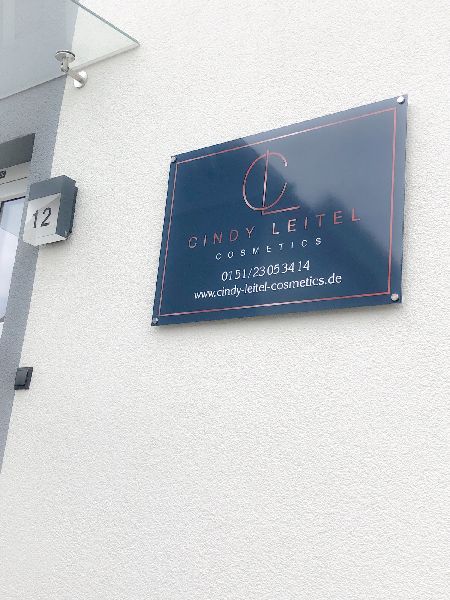 12
CL
CINDY LEITEL
COSMETICS
0151/23053414
www.cindy-leitel-cosmetics.de